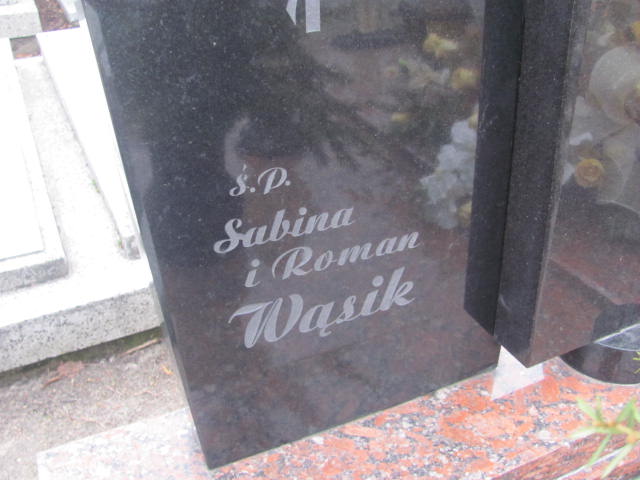 ś.p.
Sabina
i Roman
Wąsik